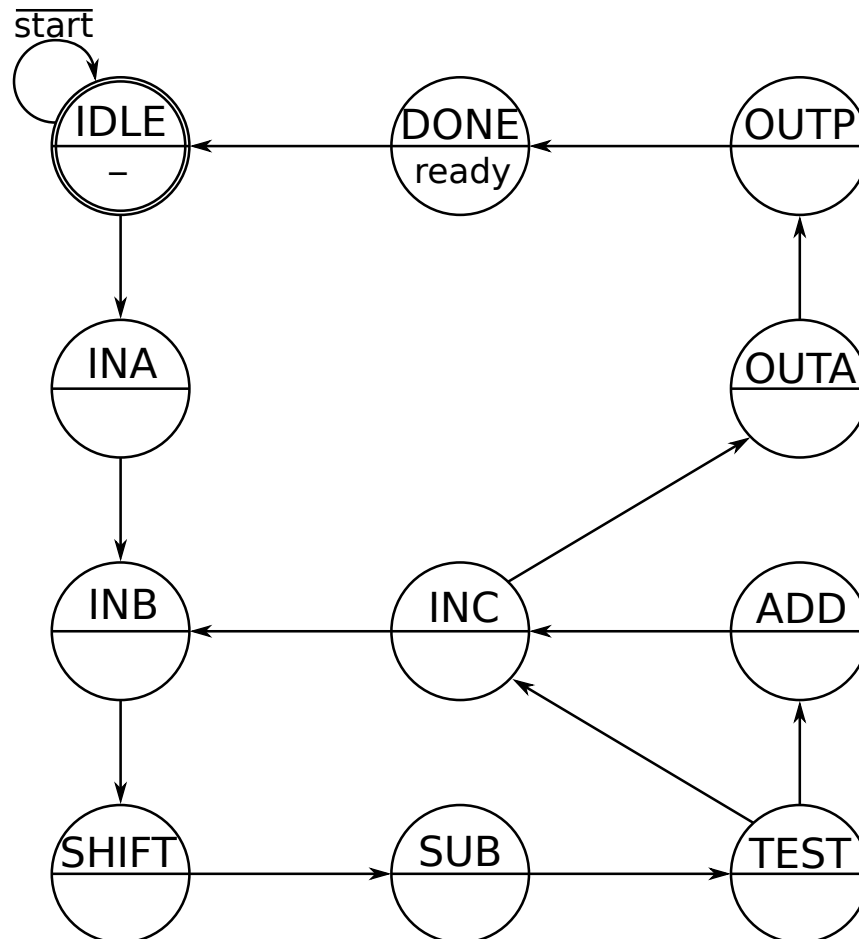 start
IDLE
–
DONE
ready
OUTP
INA
OUTA
INB
INC
ADD
SHIFT
SUB
TEST